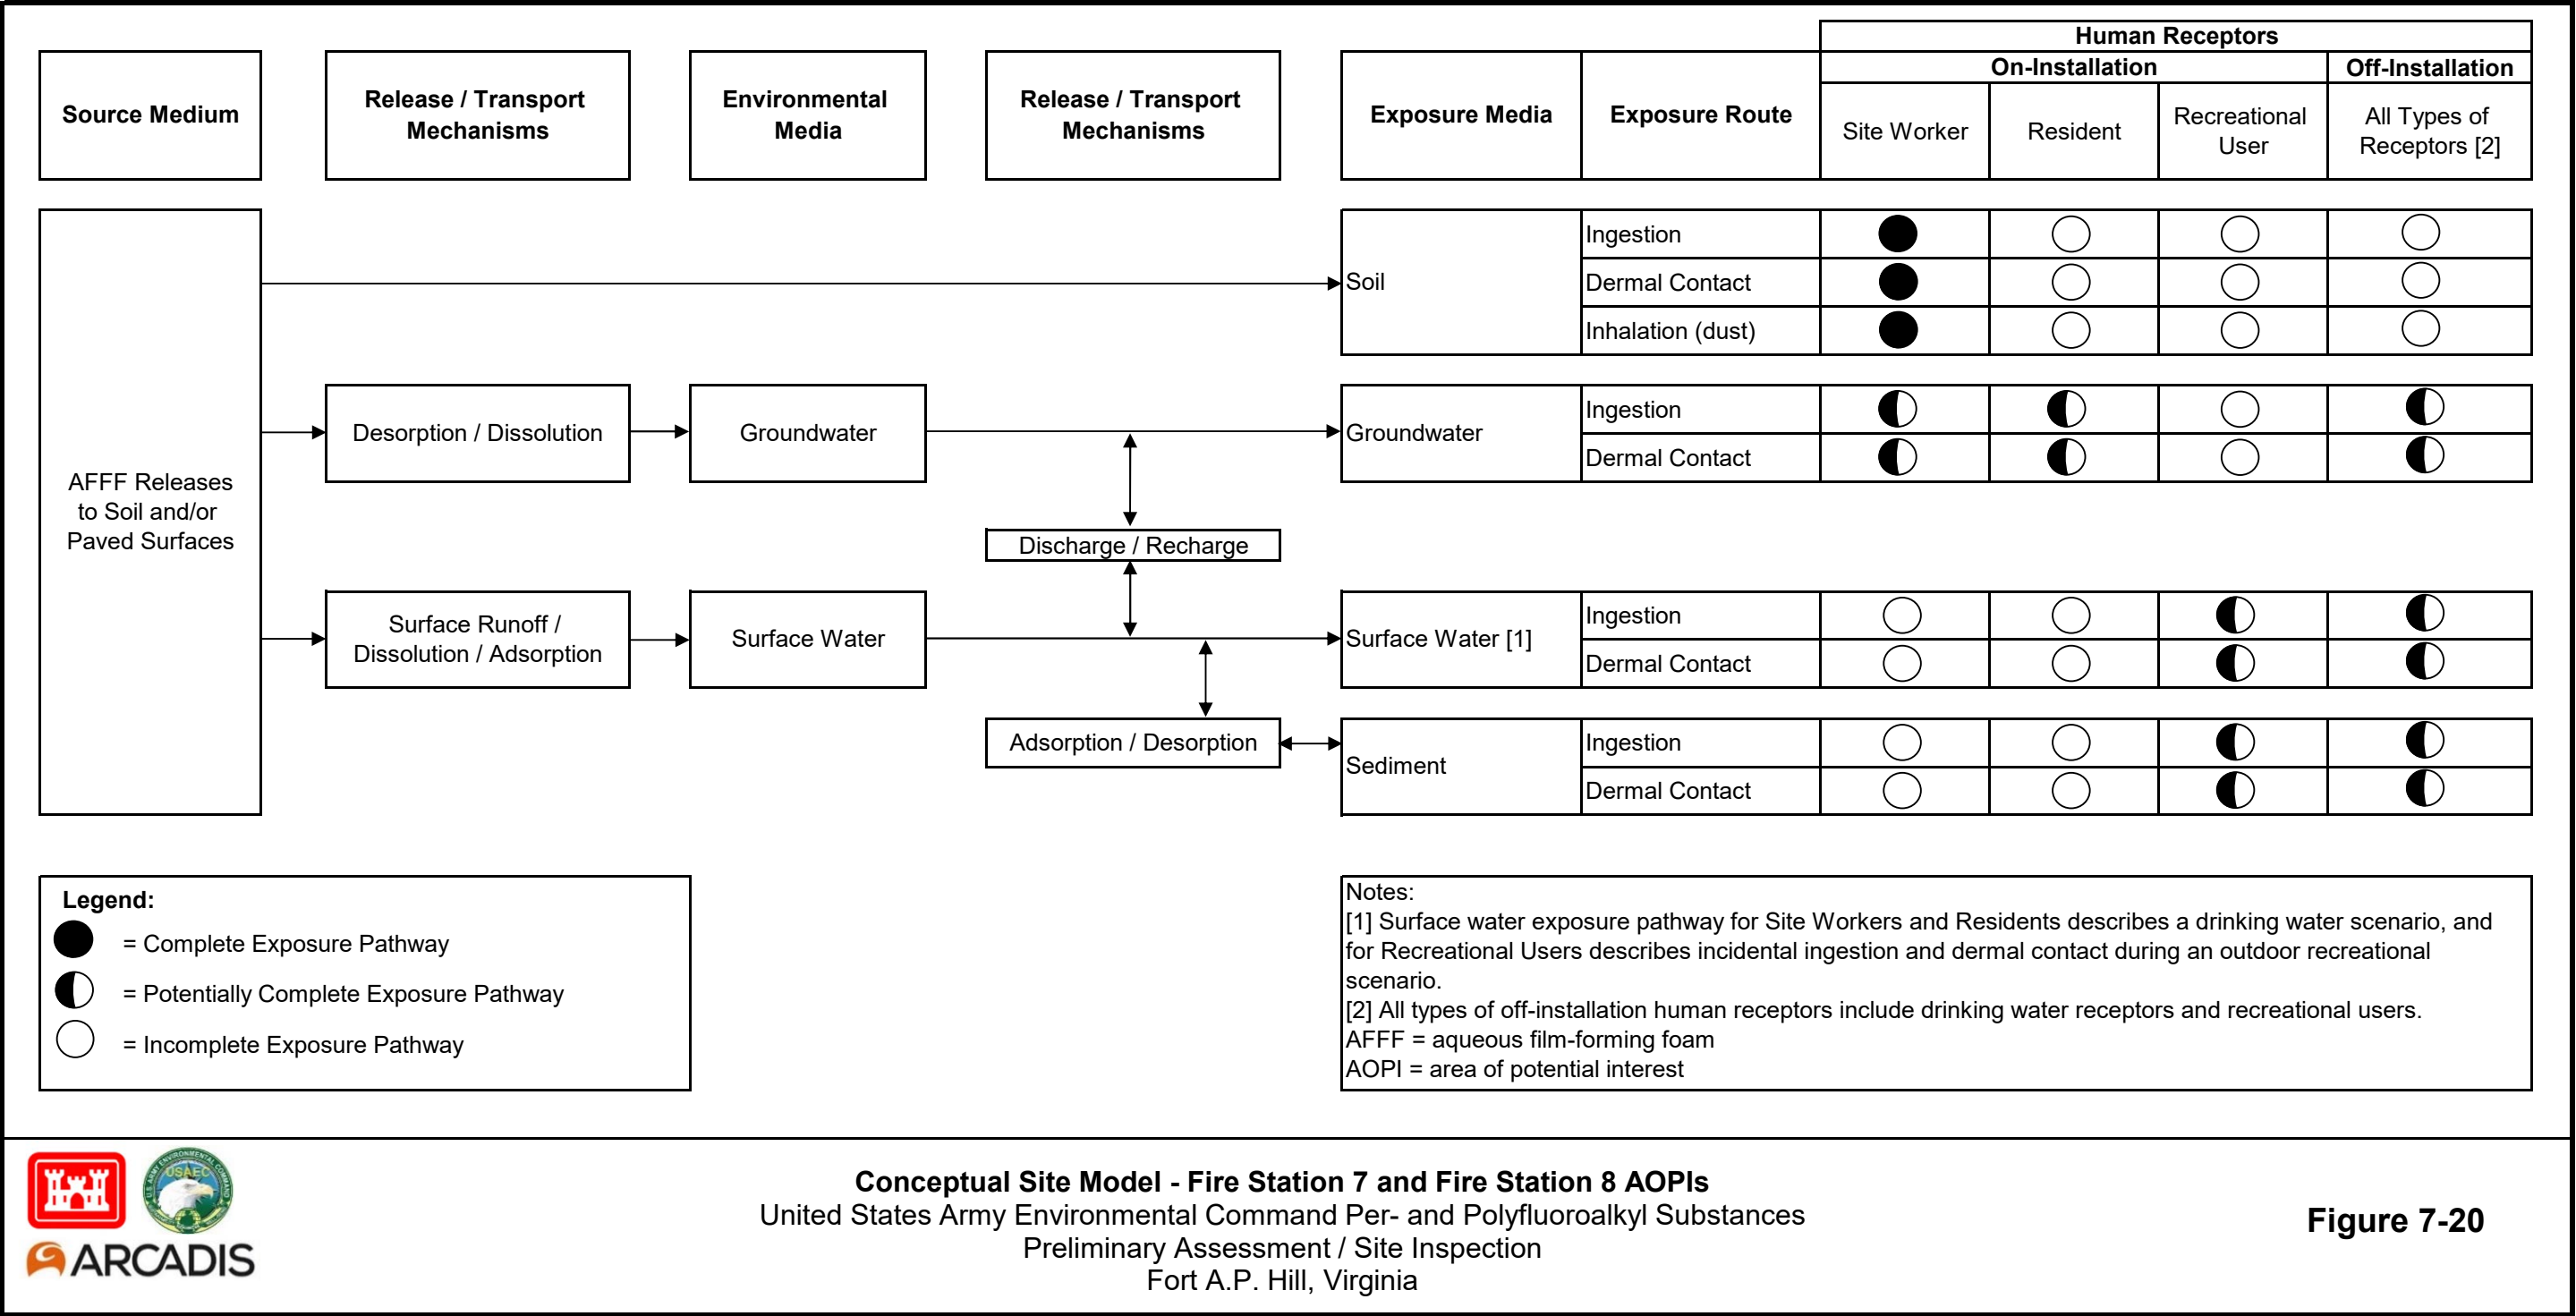 Human Receptors
On-Installation
Off-Installation
Source Medium
Release / Transport
Mechanisms
Environmental
Media
Release / Transport
Mechanisms
Exposure Media
Exposure Route
Site Worker
Resident
Recreational
User
All Types of
Receptors [2]
AFFF Releases
to Soil and/or
Paved Surfaces
Soil
Ingestion
Dermal Contact
Inhalation (dust)
Desorption / Dissolution
Groundwater
Groundwater
Ingestion
Dermal Contact
Discharge / Recharge
Surface Runoff /
Dissolution / Adsorption
Surface Water
Surface Water [1]
Ingestion
Dermal Contact
Adsorption / Desorption
Sediment
Ingestion
Dermal Contact
Legend:
= Complete Exposure Pathway
= Potentially Complete Exposure Pathway
= Incomplete Exposure Pathway
Notes:
[1] Surface water exposure pathway for Site Workers and Residents describes a drinking water scenario, and
for Recreational Users describes incidental ingestion and dermal contact during an outdoor recreational
scenario.
[2] All types of off-installation human receptors include drinking water receptors and recreational users.
AFFF = aqueous film-forming foam
AOPI = area of potential interest
U.S. ARMY ENVIRONMENTAL COMMAND
USAEC
ARCADIS
Conceptual Site Model - Fire Station 7 and Fire Station 8 AOPIs
United States Army Environmental Command Per- and Polyfluoroalkyl Substances
Preliminary Assessment / Site Inspection
Fort A.P. Hill, Virginia
Figure 7-20